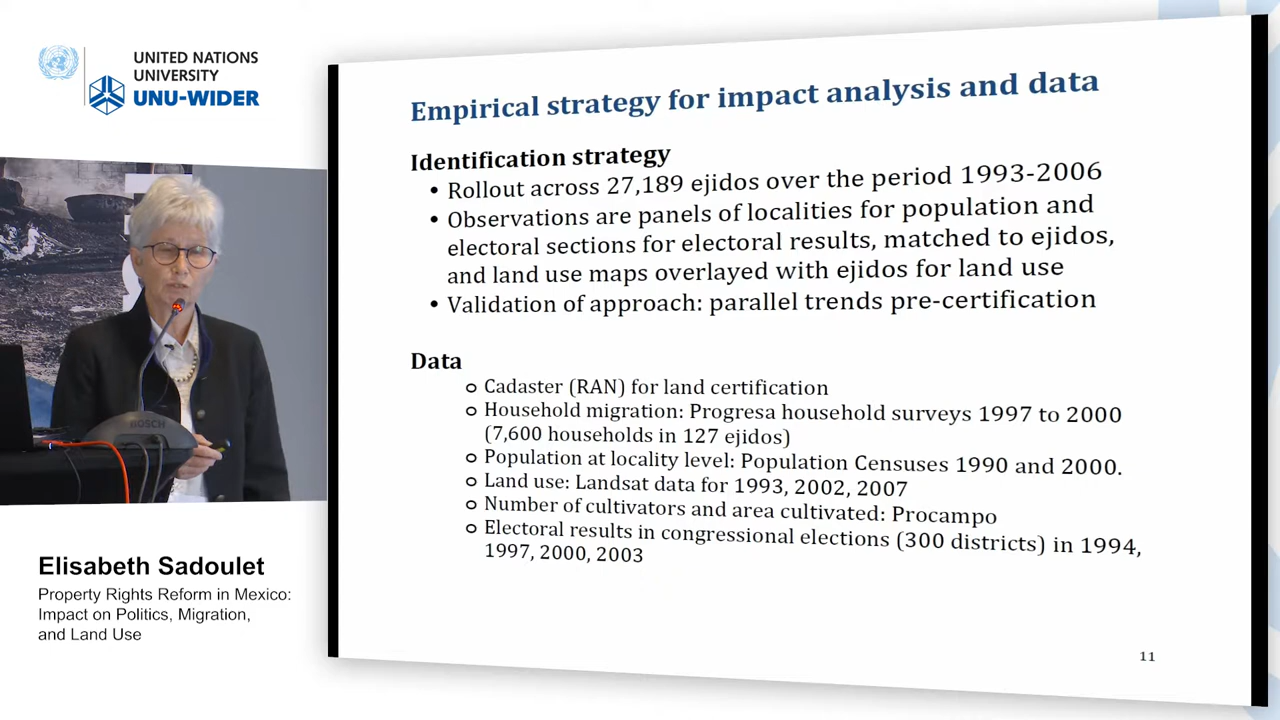 UNITED NATIONS
UNIVERSITY
UNU-WIDER
Empirical strategy for impact analysis and data
Identification strategy
• Rollout across 27,189 ejidos over the period 1993-2006
• Observations are panels of localities for population and
electoral sections for electoral results, matched to ejidos,
and land use maps overlayed with ejidos for land use
• Validation of approach: parallel trends pre-certification
Data
o Cadaster (RAN) for land certification
o Household migration: Progresa household surveys 1997 to 2000
(7,600 households in 127 ejidos)
o Population at locality level: Population Censuses 1990 and 2000.
o Land use: Landsat data for 1993, 2002, 2007
o Number of cultivators and area cultivated: Procampo
o Electoral results in congressional elections (300 districts) in 1994,
1997, 2000, 2003
11
BOSCH
Elisabeth Sadoulet
Property Rights Reform in Mexico:
Impact on Politics, Migration,
and Land Use